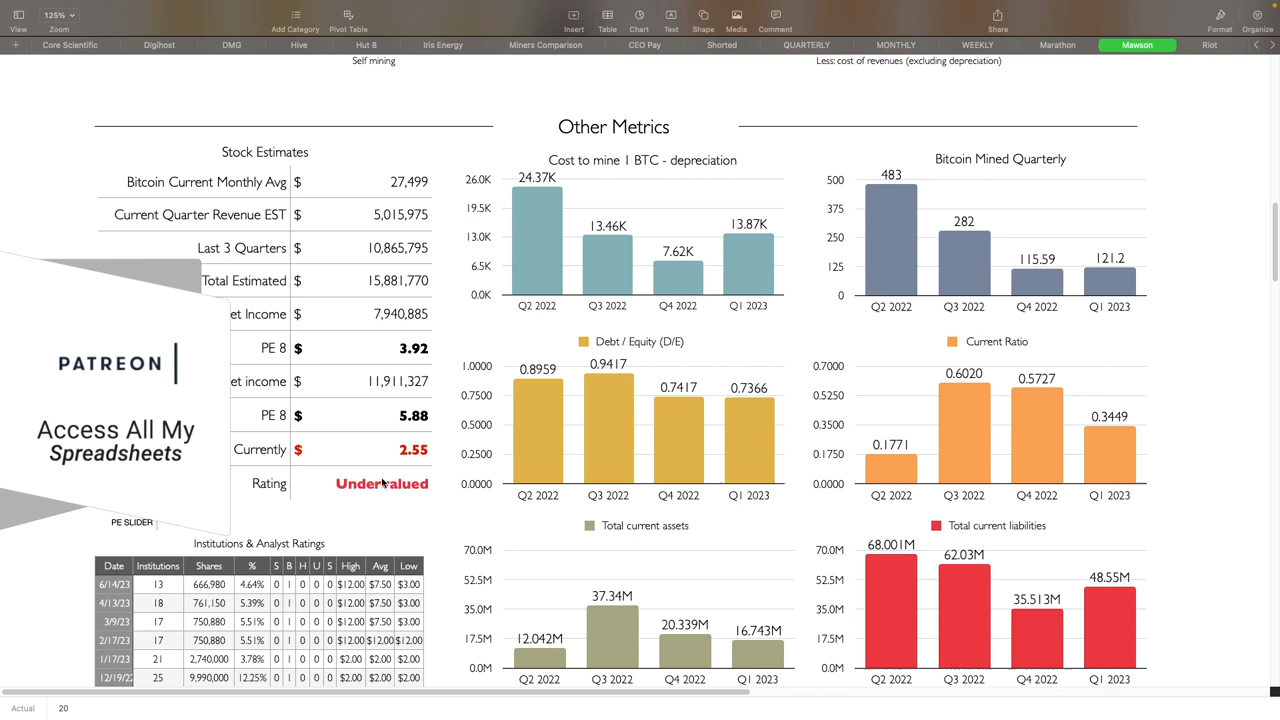 125%
View
Zoom
Add Category
Pivot Table
Insert
Table
Chart
Text
Shape
Media
Comment
Share
Format
Organize
Core Scientific
Digihost
DMG
Hive
Hut 8
Iris Energy
Miners Comparison
CEO Pay
Shorted
QUARTERLY
MONTHLY
WEEKLY
Marathon
Mawson
Riot
Self mining
Less: cost of revenues (excluding depreciation)
Other Metrics
Stock Estimates
Bitcoin Current Monthly Avg $ 27,499
Current Quarter Revenue EST $ 5,015,975
Last 3 Quarters $ 10,865,795
Total Estimated $ 15,881,770
et Income $ 7,940,885
PE 8 $ 3.92
et income $ 11,911,327
PE 8 $ 5.88
Currently $ 2.55
Rating Undervalued
PE SLIDER
PATREON
Access All My
Spreadsheets
Cost to mine 1 BTC - depreciation
26.0K
19.5K
13.0K
6.5K
0.0K
24.37K
13.46K
7.62K
13.87K
Q2 2022 Q3 2022 Q4 2022 Q1 2023
Bitcoin Mined Quarterly
500
375
250
125
0
483
282
115.59
121.2
Q2 2022 Q3 2022 Q4 2022 Q1 2023
Debt / Equity (D/E)
1.0000
0.7500
0.5000
0.2500
0.0000
0.8959
0.9417
0.7417
0.7366
Q2 2022 Q3 2022 Q4 2022 Q1 2023
Current Ratio
0.7000
0.5250
0.3500
0.1750
0.0000
0.1771
0.6020
0.5727
0.3449
Q2 2022 Q3 2022 Q4 2022 Q1 2023
Institutions & Analyst Ratings
Date Institutions Shares % S B H U S High Avg Low
6/14/23 13 666,980 4.64% 0 1 0 0 0 $12.00 $7.50 $3.00
4/13/23 18 761,150 5.39% 0 1 0 0 0 $12.00 $7.50 $3.00
3/9/23 17 750,880 5.51% 0 1 0 0 0 $12.00 $7.50 $3.00
2/17/23 17 750,880 5.51% 0 1 0 0 0 $12.00 $12.00 $12.00
1/17/23 21 2,740,000 3.78% 0 1 0 0 0 $2.00 $2.00 $2.00
12/19/2 25 9,990,000 12.25% 0 1 0 0 0 $2.00 $2.00 $2.00
Total current assets
70.0M
52.5M
35.0M
17.5M
0.0M
12.042M
37.34M
20.339M
16.743M
Q2 2022 Q3 2022 Q4 2022 Q1 2023
Total current liabilities
70.0M
52.5M
35.0M
17.5M
0.0M
68.001M
62.03M
35.513M
48.55M
Q2 2022 Q3 2022 Q4 2022 Q1 2023
Actual 20